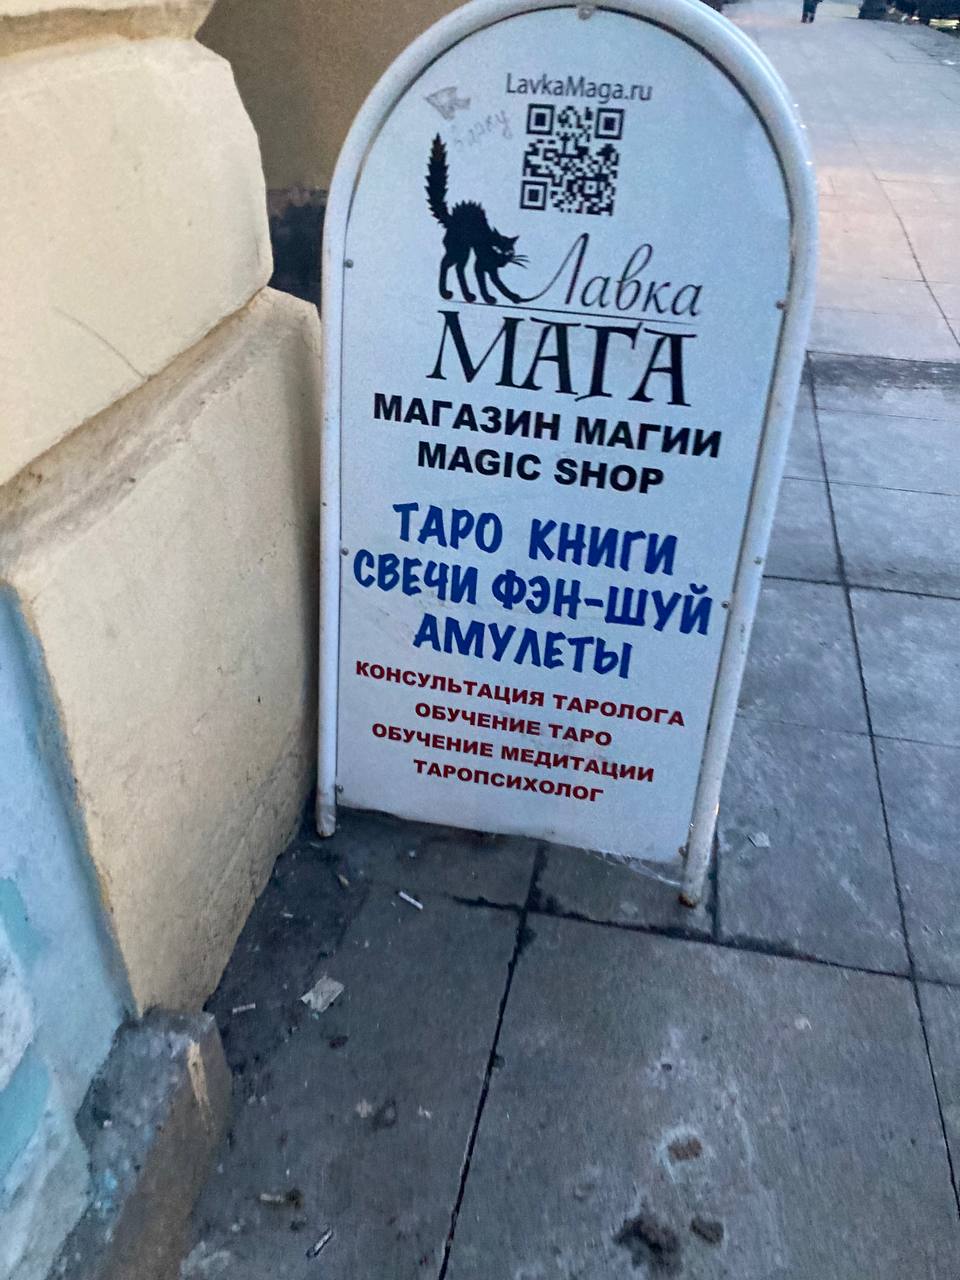 LavkaMaga.ru
Лавка
МАГА
МАГАЗИН МАГИИ
MAGIC SHOP
ТАРО КНИГИ
СВЕЧИ ФЭН-ШУЙ
АМУЛЕТЫ
КОНСУЛЬТАЦИЯ ТАРОЛОГА
ОБУЧЕНИЕ ТАРО
ОБУЧЕНИЕ МЕДИТАЦИИ
ТАРОПСИХОЛОГ